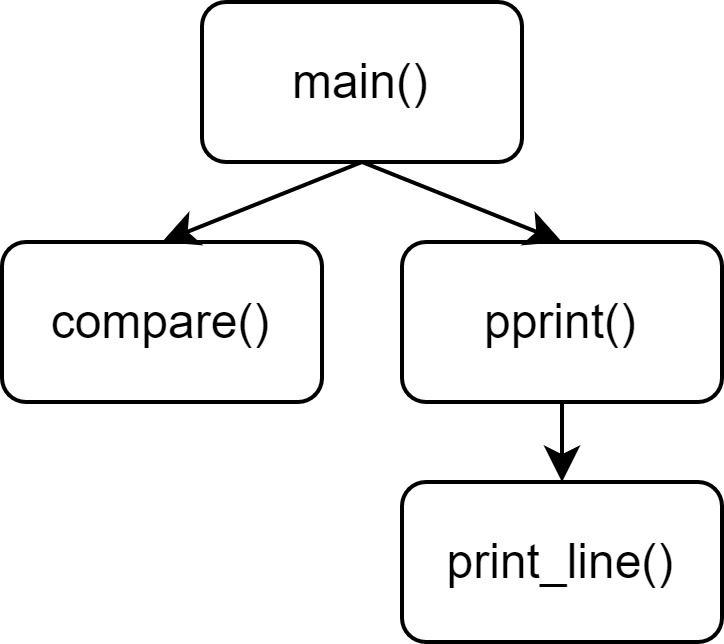 main()
compare()
pprint()
print_line()